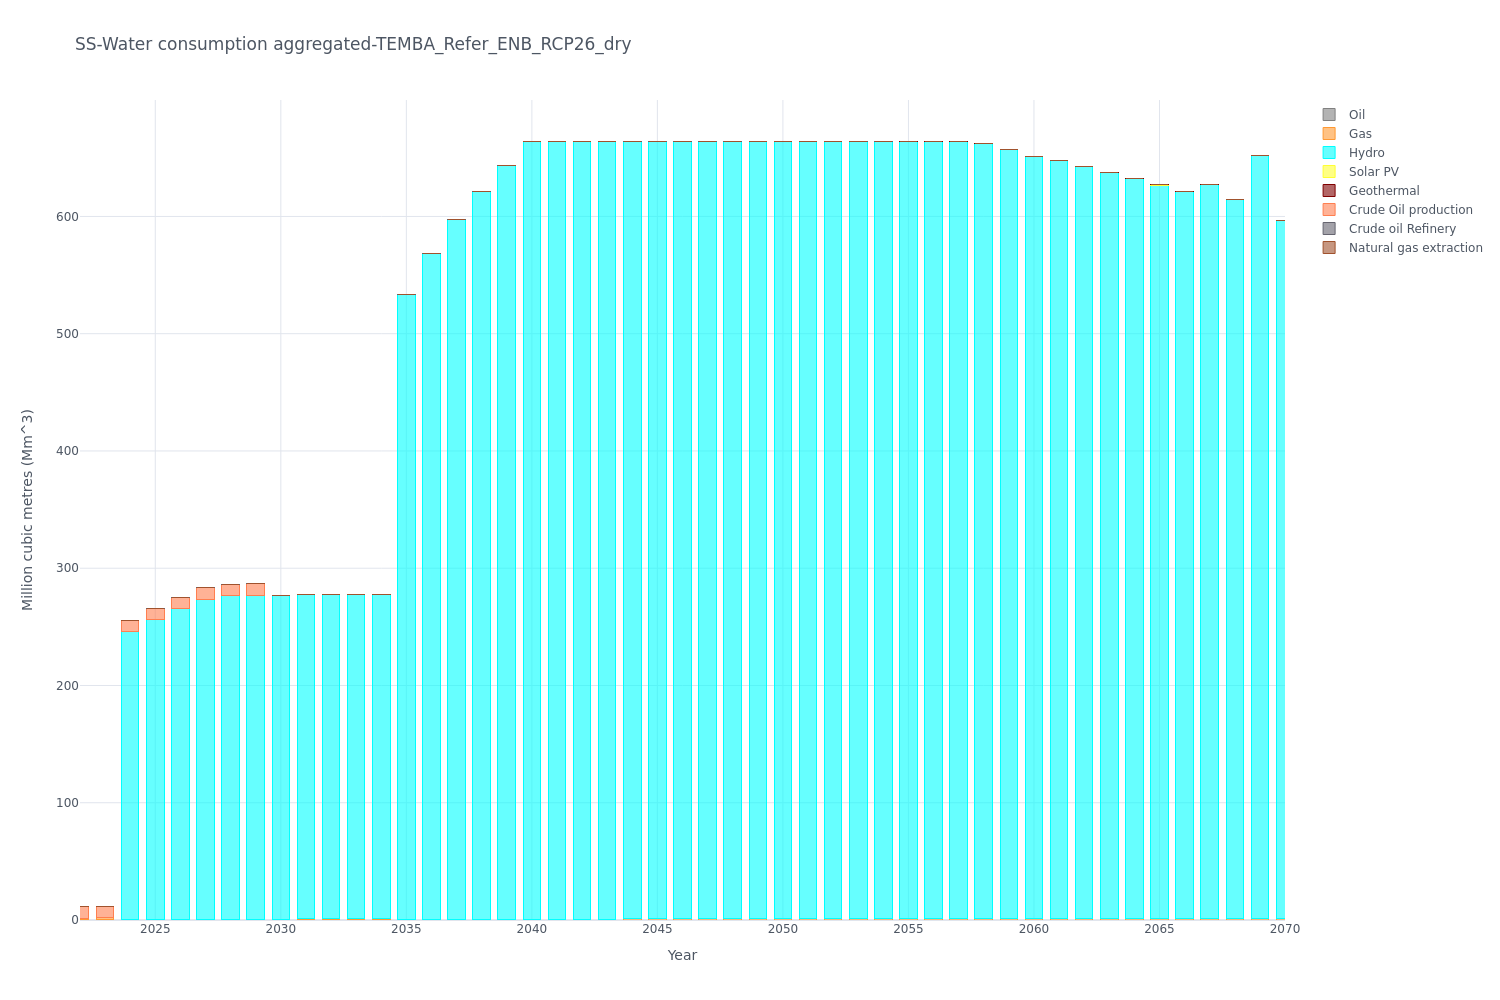 SS-Water consumption aggregated-TEMBA_Refer_ENB_RCP26_dry
Oil
Gas
Hydro
Solar PV
Geothermal
Crude Oil production
Crude oil Refinery
Natural gas extraction
Million cubic metres (Mm^3)
600
500
400
300
200
100
0
2025 2030 2035 2040 2045 2050 2055 2060 2065 2070
Year